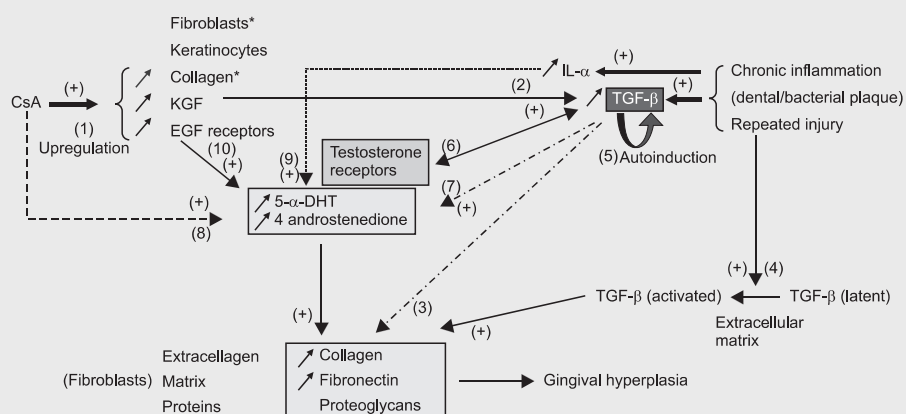 Fibroblasts*
Keratinocytes
Collagen*
KGF
EGF receptors
CsA
(+)
(1)
Upregulation
(10)
(+)
(2)
IL-α
(+)
Chronic inflammation
(dental/bacterial plaque)
Repeated injury
(+)
TGF-β
(+)
(5) Autoinduction
(6)
Testosterone
receptors
(9)
(+)
(7)
(+)
5-α-DHT
4 androstenedione
(+)
(8)
(+)
(4)
TGF-β (activated)
TGF-β (latent)
Extracellular
matrix
(3)
(+)
(+)
Extracellagen
(Fibroblasts) Matrix
Proteins
Collagen
Fibronectin
Proteoglycans
Gingival hyperplasia